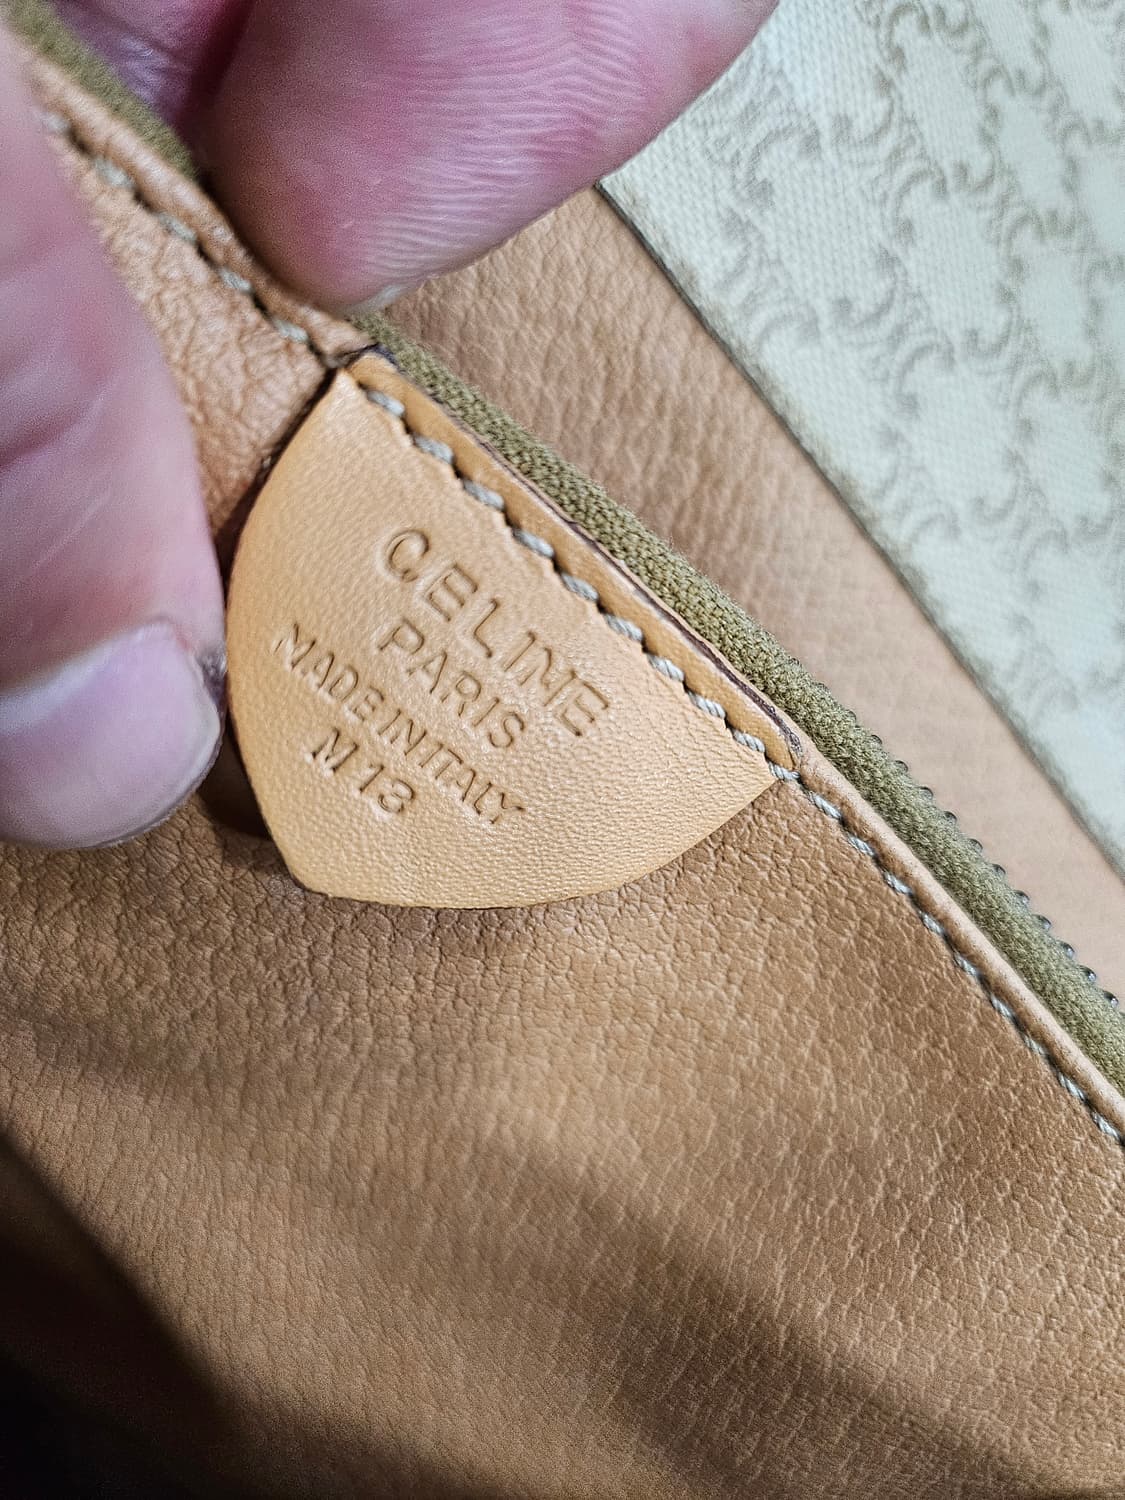 CELINE
PARIS
MADE IN ITALY
M 13